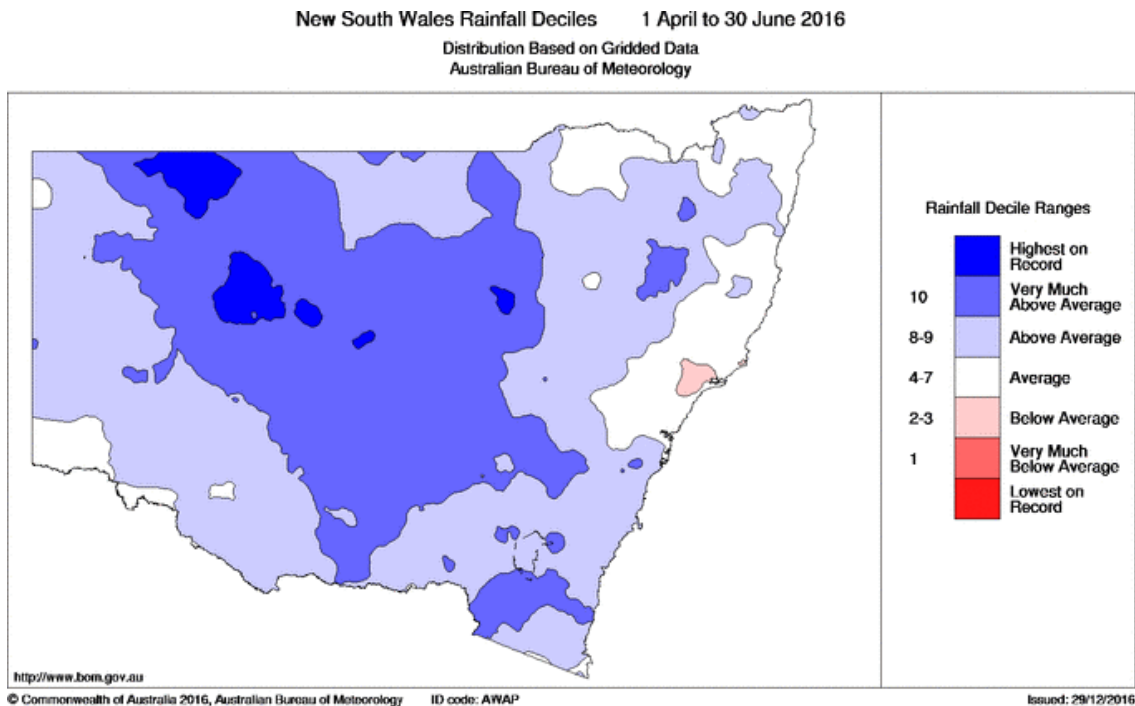 New South Wales Rainfall Deciles 1 April to 30 June 2016
Distribution Based on Gridded Data
Australian Bureau of Meteorology
Rainfall Decile Ranges
Highest on
Record
10
Very Much
Above Average
8-9
Above Average
4-7
Average
2-3
Below Average
1
Very Much
Below Average
Lowest on
Record
http://www.bom.gov.au
© Commonwealth of Australia 2016, Australian Bureau of Meteorology ID code: AWAP Issued: 29/12/2016